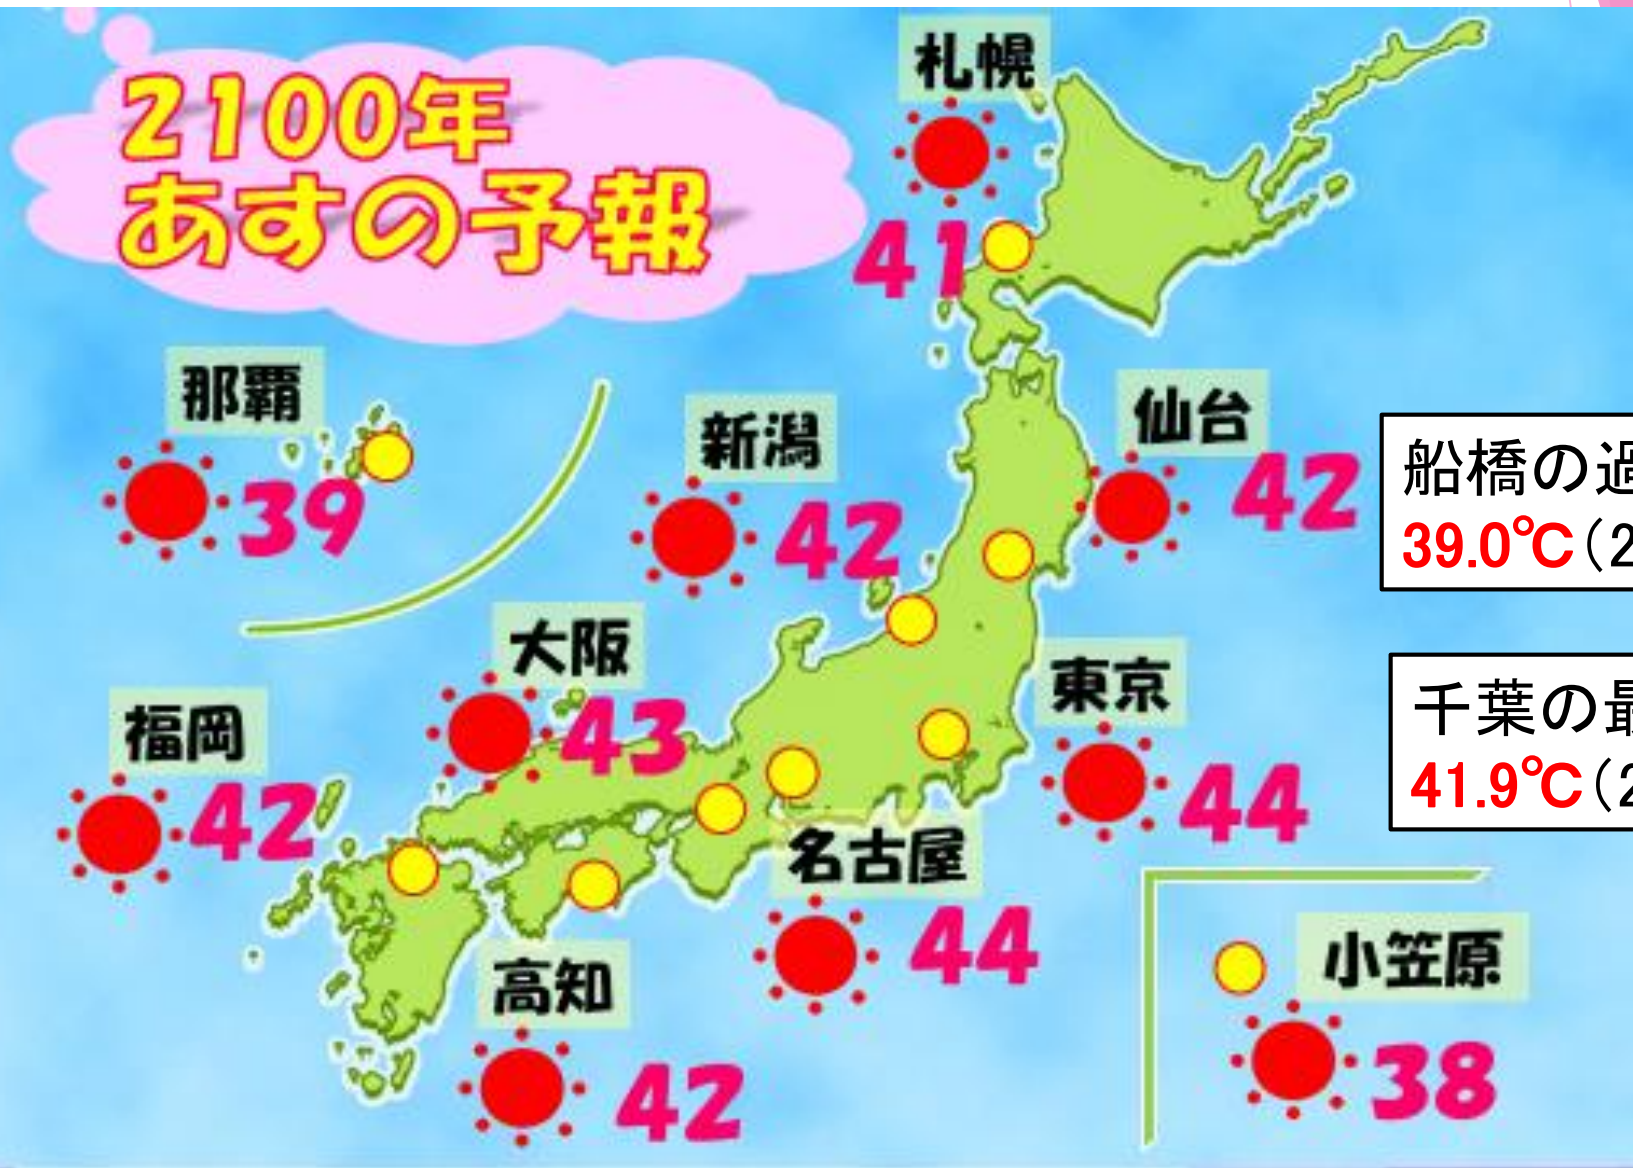 2100年
あすの予報
札幌
41
那覇
39
新潟
42
仙台
42
船橋の過
39.0℃（2
大阪
43
福岡
42
東京
44
千葉の最
41.9℃（2
名古屋
44
高知
42
小笠原
38